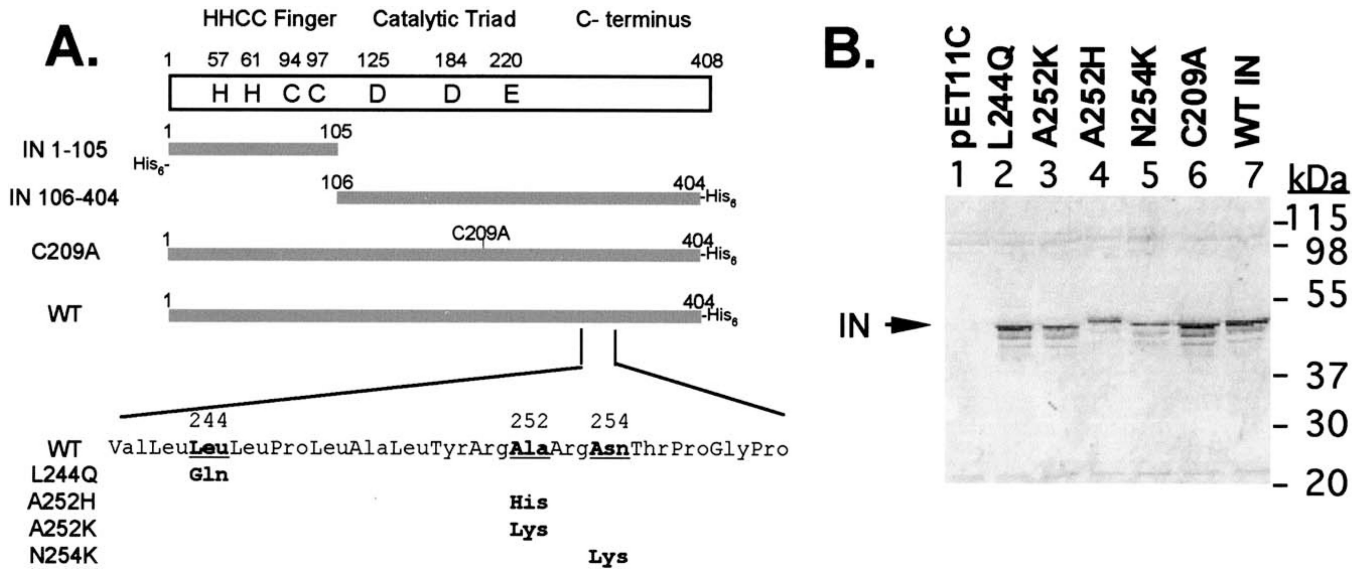 A.
HHCC Finger Catalytic Triad C- terminus
1 57 61 94 97 125 184 220 408
H H C C D D E
1 105
IN 1-105
His6-
106 404
IN 106-404 -His6
C209A
1 404
C209A -His6
1 404
WT -His6
244 252 254
WT ValLeuLeuLeuProLeuAlaLeuTyrArgAlaArgAsnThrProGlyPro
L244Q Gln
A252H His
A252K Lys
N254K Lys
B.
pET11C L244Q A252K A252H N254K C209A WT IN
1 2 3 4 5 6 7 kDa
115
98
55
IN
37
30
20